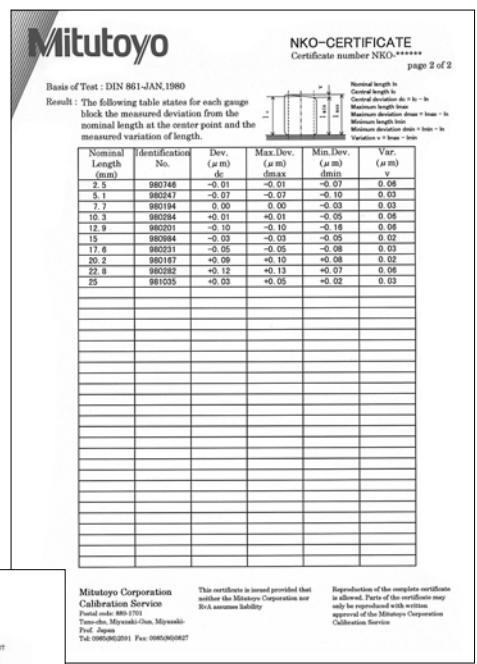 Mitutoyo
NKO-CERTIFICATE
Certificate number NKO-******
page 2 of 2
Basis of Test : DIN 861-JAN,1980
Result : The following table states for each gauge
block the measured deviation from the
nominal length at the center point and the
measured variation of length.
Nominal length ln
Central length lc
Central deviation dc = lc - ln
Maximum length lmax
Maximum deviation dmax = lmax - ln
Minimum length lmin
Minimum deviation dmin = lmin - ln
Variation v = lmax - lmin
Nominal Identification Dev. Max.Dev. Min.Dev. Var.
Length No. (μm) (μm) (μm) (μm)
(mm) dc dmax dmin v
2.5 980746 -0.01 -0.01 -0.07 0.06
5.1 980247 -0.07 -0.07 -0.10 0.03
7.7 980194 0.00 0.00 -0.03 0.03
10.3 980284 +0.01 +0.01 -0.05 0.06
12.9 980201 -0.10 -0.10 -0.16 0.06
15 980984 -0.03 -0.03 -0.05 0.02
17.6 980231 -0.05 -0.05 -0.08 0.03
20.2 980167 +0.09 +0.10 +0.08 0.02
22.8 980282 +0.12 +0.13 +0.07 0.06
25 981035 +0.03 +0.05 +0.02 0.03
Mitutoyo Corporation
Calibration Service
Postal code: 889-1701
Tano-cho, Miyazaki-Gun, Miyazaki-
Pref. Japan
Tel: 0985(86)2591 Fax: 0985(86)0827
This certificate is issued provided that
neither the Mitutoyo Corporation nor
RvA assumes liability
Reproduction of the complete certificate
is allowed. Parts of the certificate may
only be reproduced with written
approval of the Mitutoyo Corporation
Calibration Service